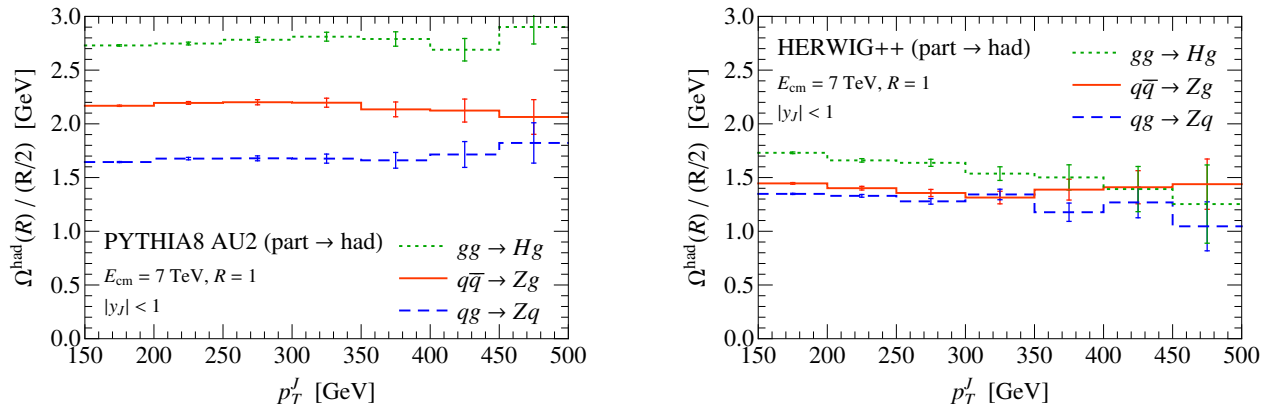 3.0
2.5
2.0
1.5
1.0
0.5
0.0
Ω^had(R) / (R/2) [GeV]
PYTHIA8 AU2 (part → had)
E_cm = 7 TeV, R = 1
|y_J| < 1
gg → Hg
qq̅ → Zg
qg → Zq
150 200 250 300 350 400 450 500
p_T^J [GeV]
3.0
2.5
2.0
1.5
1.0
0.5
0.0
Ω^had(R) / (R/2) [GeV]
HERWIG++ (part → had)
E_cm = 7 TeV, R = 1
|y_J| < 1
gg → Hg
qq̅ → Zg
qg → Zq
150 200 250 300 350 400 450 500
p_T^J [GeV]